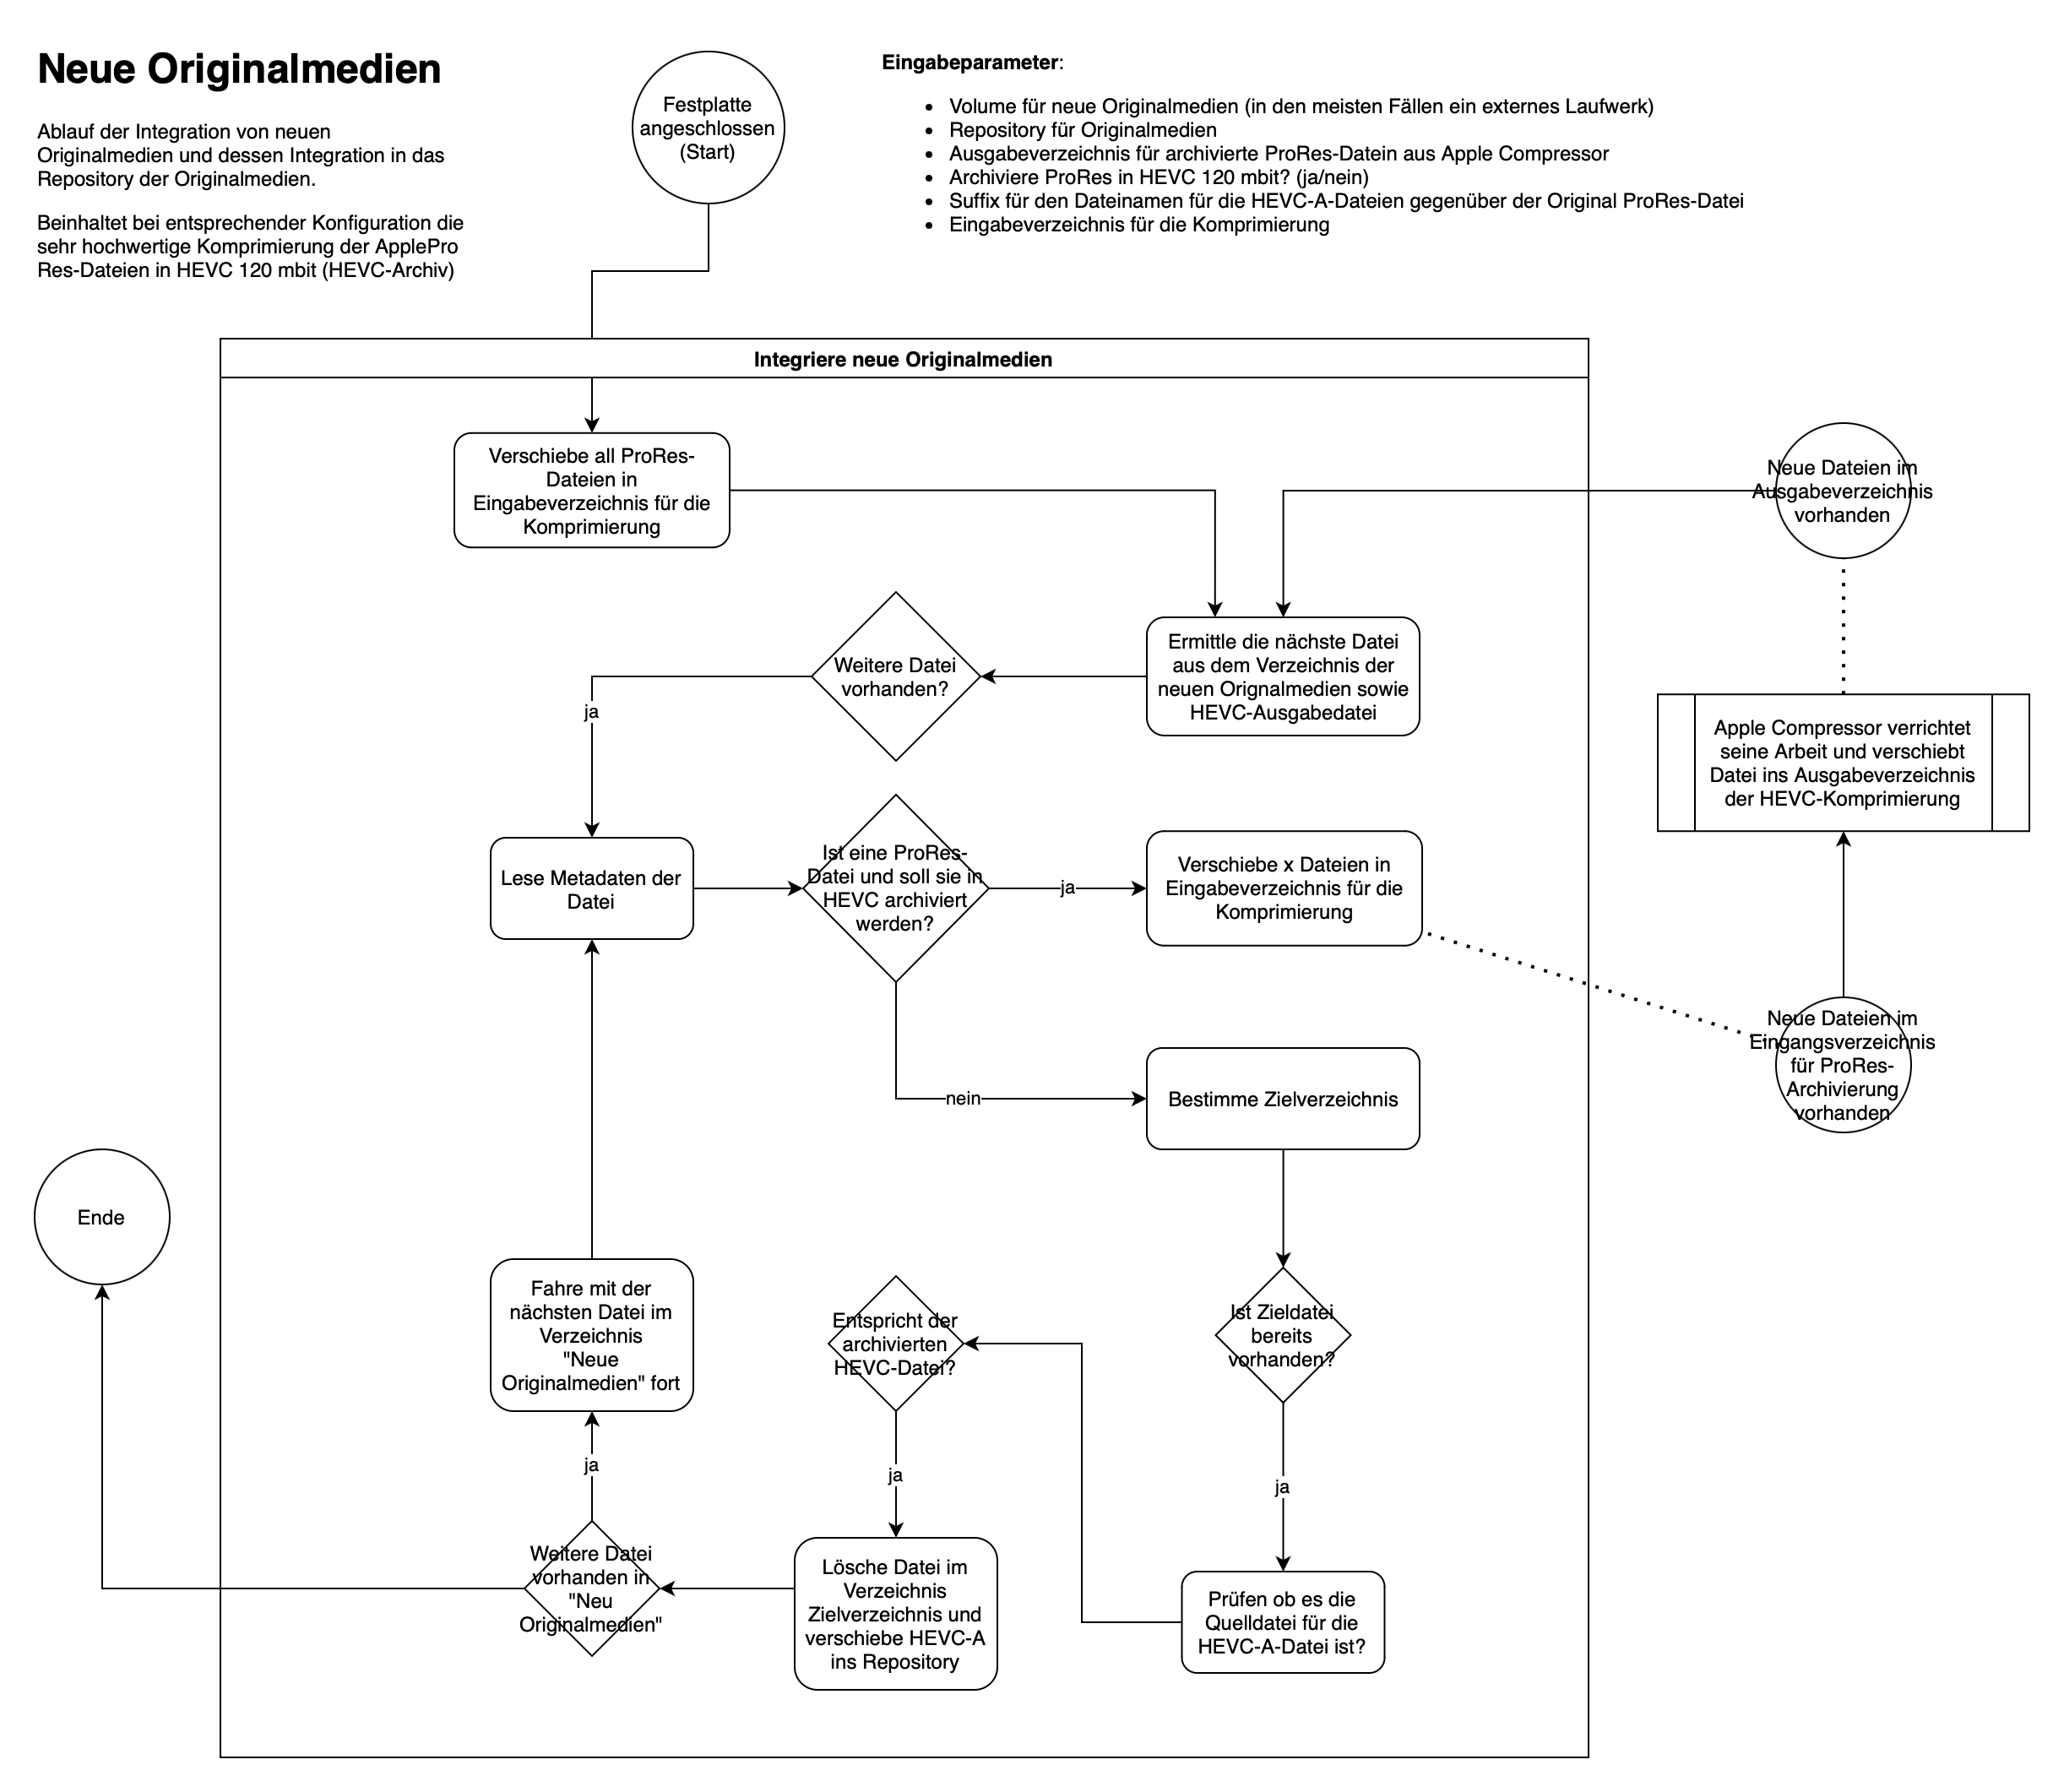 Neue Originalmedien
Ablauf der Integration von neuen
Originalmedien und dessen Integration in das
Repository der Originalmedien.
Beinhaltet bei entsprechender Konfiguration die
sehr hochwertige Komprimierung der ApplePro
Res-Dateien in HEVC 120 mbit (HEVC-Archiv)
Festplatte
angeschlossen
(Start)
Eingabeparameter:
• Volume für neue Originalmedien (in den meisten Fällen ein externes Laufwerk)
• Repository für Originalmedien
• Ausgabeverzeichnis für archivierte ProRes-Datein aus Apple Compressor
• Archiviere ProRes in HEVC 120 mbit? (ja/nein)
• Suffix für den Dateinamen für die HEVC-A-Dateien gegenüber der Original ProRes-Datei
• Eingabeverzeichnis für die Komprimierung
Integriere neue Originalmedien
Verschiebe all ProRes-
Dateien in
Eingabeverzeichnis für die
Komprimierung
Neue Dateien im
Ausgabeverzeichnis
vorhanden
Weitere Datei
vorhanden?
Ermittle die nächste Datei
aus dem Verzeichnis der
neuen Orignalmedien sowie
HEVC-Ausgabedatei
ja
Apple Compressor verrichtet
seine Arbeit und verschiebt
Datei ins Ausgabeverzeichnis
der HEVC-Komprimierung
Lese Metadaten der
Datei
Ist eine ProRes-
Datei und soll sie in
HEVC archiviert
werden?
ja
Verschiebe x Dateien in
Eingabeverzeichnis für die
Komprimierung
Neue Dateien im
Eingangsverzeichnis
für ProRes-
Archivierung
vorhanden
nein
Bestimme Zielverzeichnis
Ende
Fahre mit der
nächsten Datei im
Verzeichnis
"Neue
Originalmedien" fort
Entspricht der
archivierten
HEVC-Datei?
Ist Zieldatei
bereits
vorhanden?
ja
ja
ja
Weitere Datei
vorhanden in
"Neu
Originalmedien"
Lösche Datei im
Verzeichnis
Zielverzeichnis und
verschiebe HEVC-A
ins Repository
Prüfen ob es die
Quelldatei für die
HEVC-A-Datei ist?